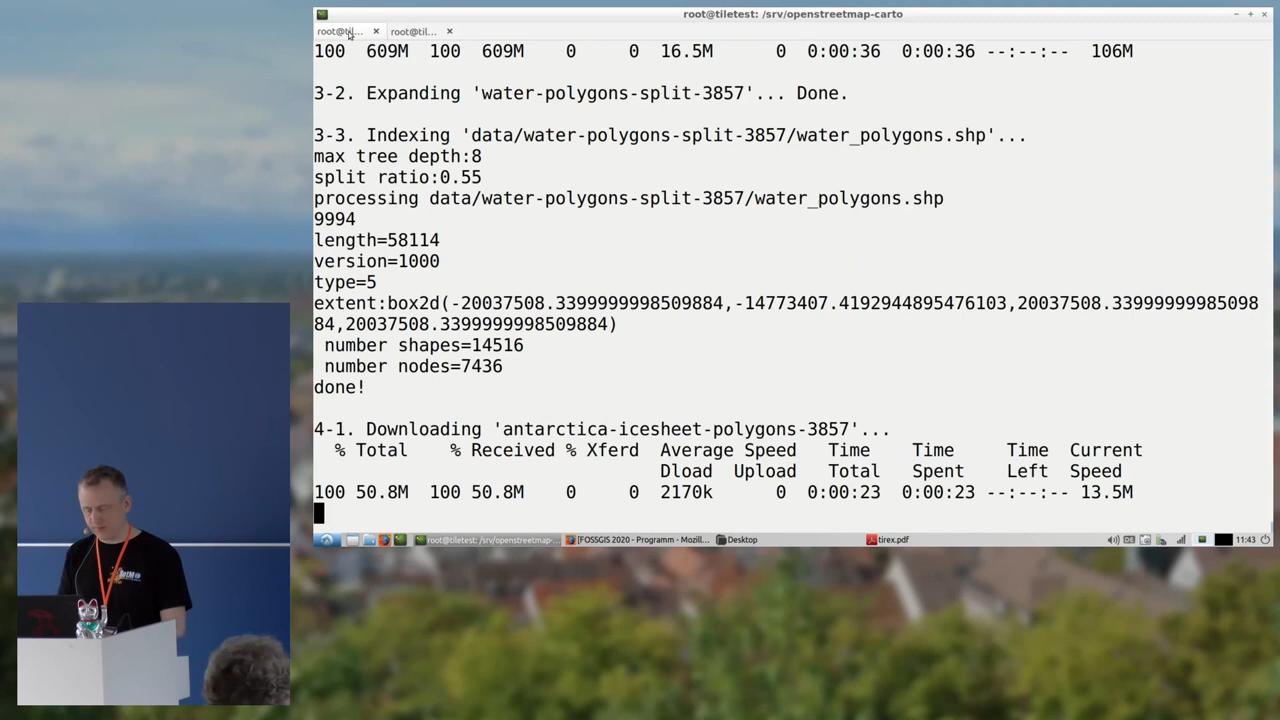 root@tiletest: /srv/openstreetmap-carto
root@til... × root@til... ×
100 609M 100 609M 0 0 16.5M 0 0:00:36 0:00:36 --:--:-- 106M
3-2. Expanding 'water-polygons-split-3857'... Done.
3-3. Indexing 'data/water-polygons-split-3857/water_polygons.shp'...
max tree depth:8
split ratio:0.55
processing data/water-polygons-split-3857/water_polygons.shp
9994
length=58114
version=1000
type=5
extent:box2d(-20037508.3399999998509884,-14773407.4192944895476103,20037508.33999999985098
84,20037508.3399999998509884)
number shapes=14516
number nodes=7436
done!
4-1. Downloading 'antarctica-icesheet-polygons-3857'...
% Total % Received % Xferd Average Speed Time Time Time Current
Dload Upload Total Spent Left Speed
100 50.8M 100 50.8M 0 0 2170k 0 0:00:23 0:00:23 --:--:-- 13.5M
root@tiletest: /srv/openstreetmap-... [FOSSGIS 2020 - Programm - Mozill... Desktop tirex.pdf DE 11:43